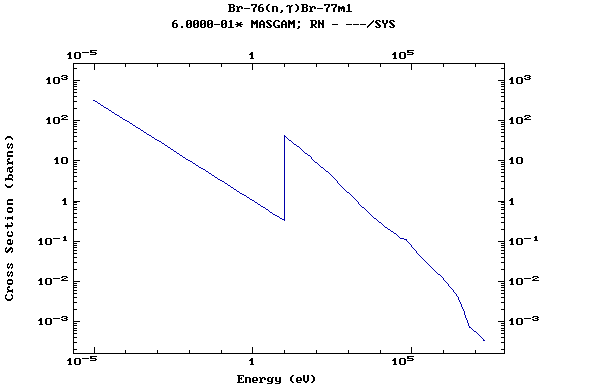 Br-76(n,γ)Br-77m1
6.0000-01* MASGAM; RN - ---/SYS
10⁻⁵ 1 10⁵
10³ 10³
10² 10²
10 10
1 1
10⁻¹ 10⁻¹
10⁻² 10⁻²
10⁻³ 10⁻³
10⁻⁵ 1 10⁵
Cross Section (barns)
Energy (eV)